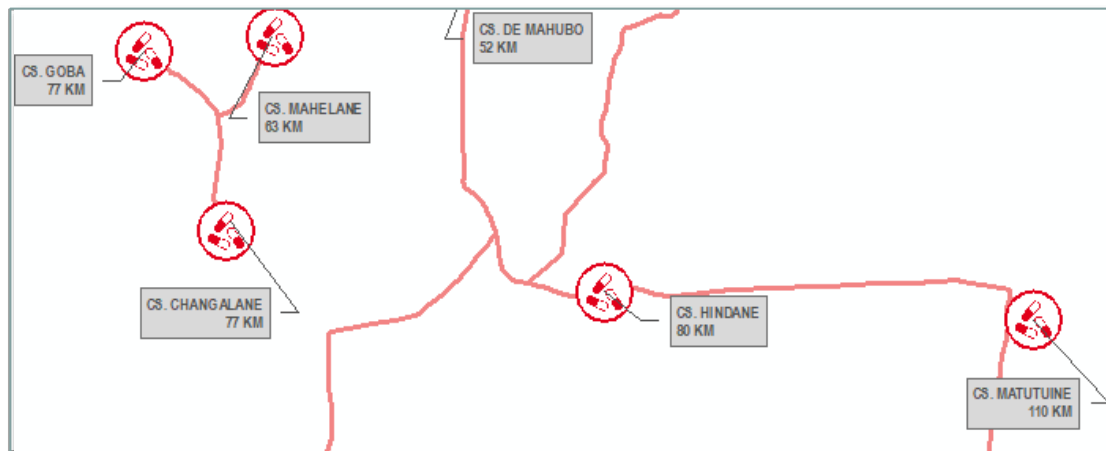 CS. DE MAHUBO
52 KM
CS. GOBA
77 KM
CS. MAHELANE
63 KM
CS. CHANGALANE
77 KM
CS. HINDANE
80 KM
CS. MATUTUINE
110 KM